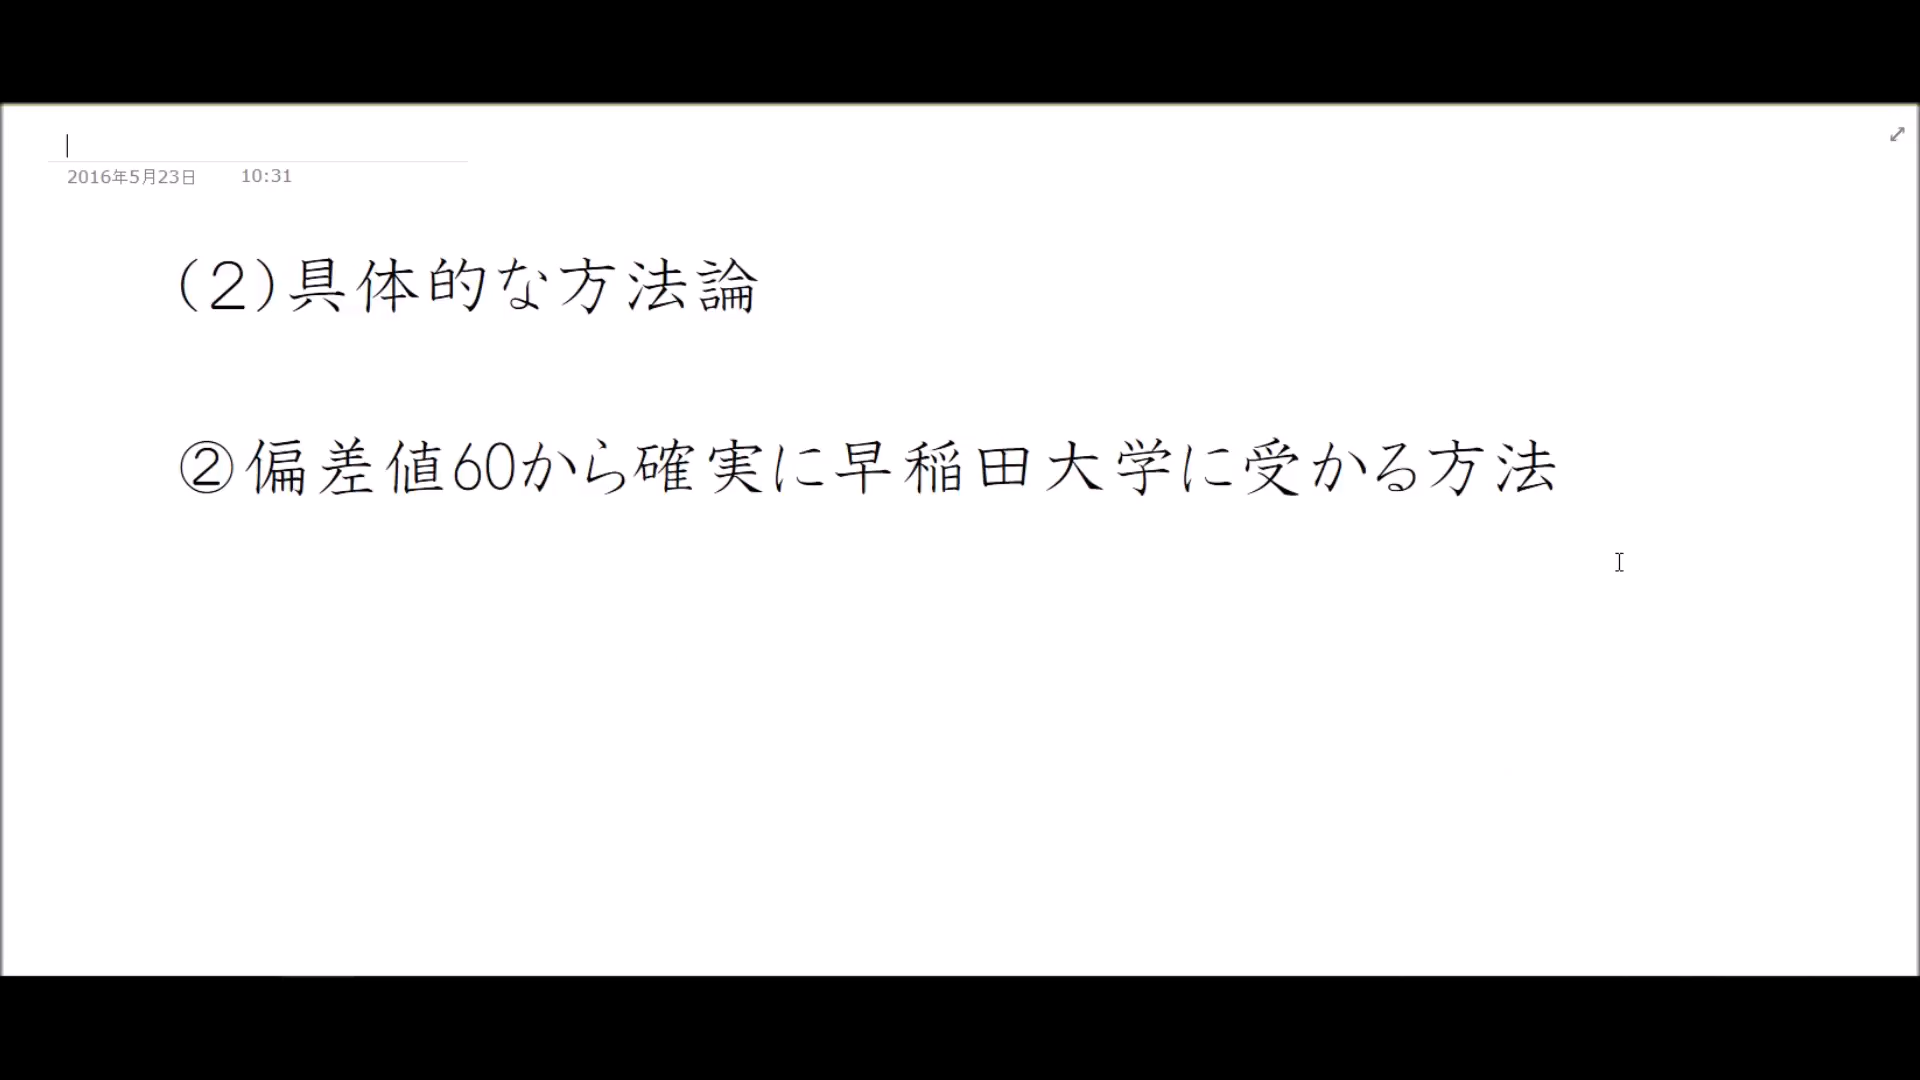 2016年5月23日 10:31
（2）具体的な方法論
②偏差値60から確実に早稲田大学に受かる方法